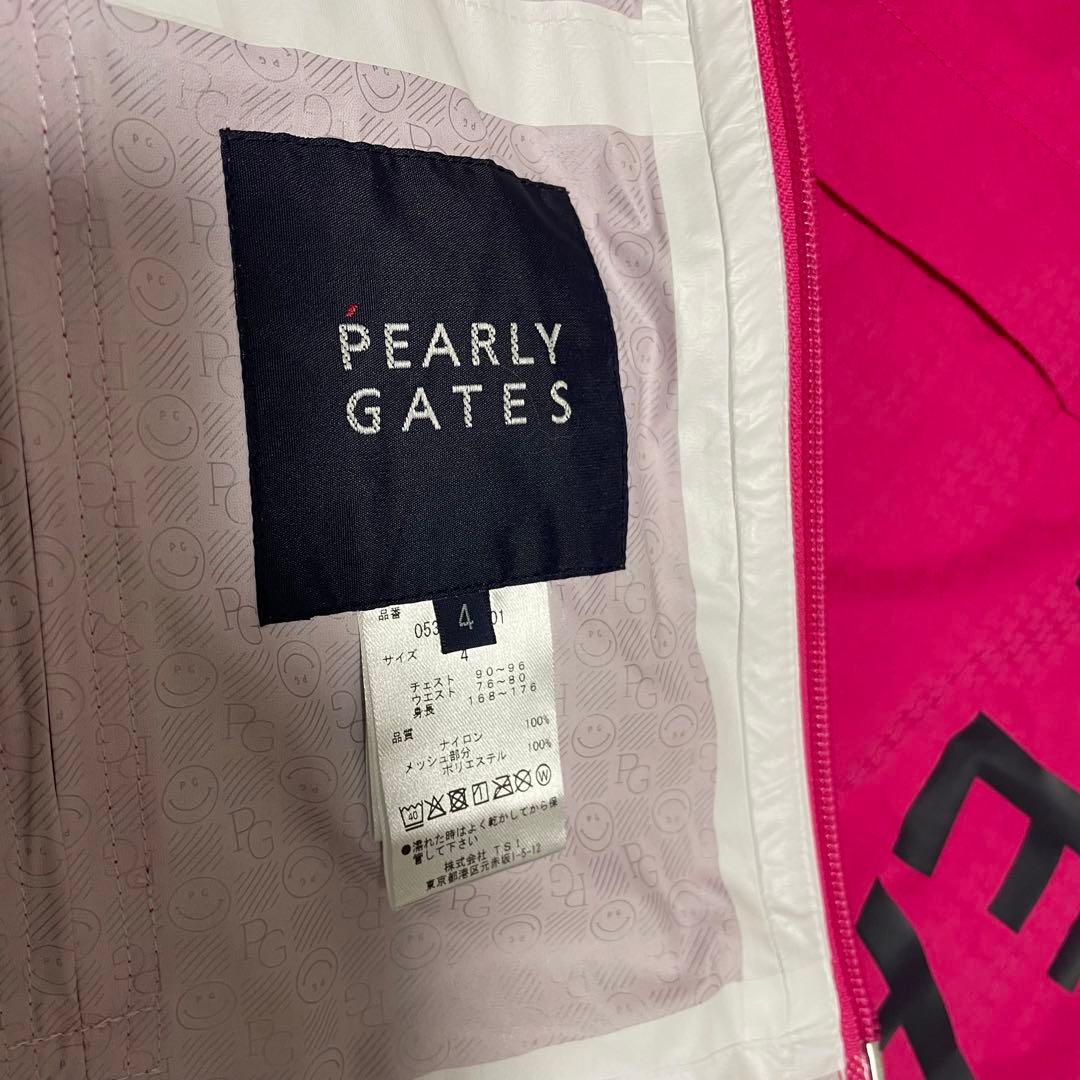 PEARLY
GATES
4
品番
053 01
サイズ 4
チェスト 90~96
ウエスト 76~80
身長 168~176
品質 100%
ナイロン
メッシュ部分 100%
ポリエステル
40 W
●濡れた時はよく乾かしてから保
管して下さい
株式会社 TSI
東京都港区元赤坂1-5-12
PG
E